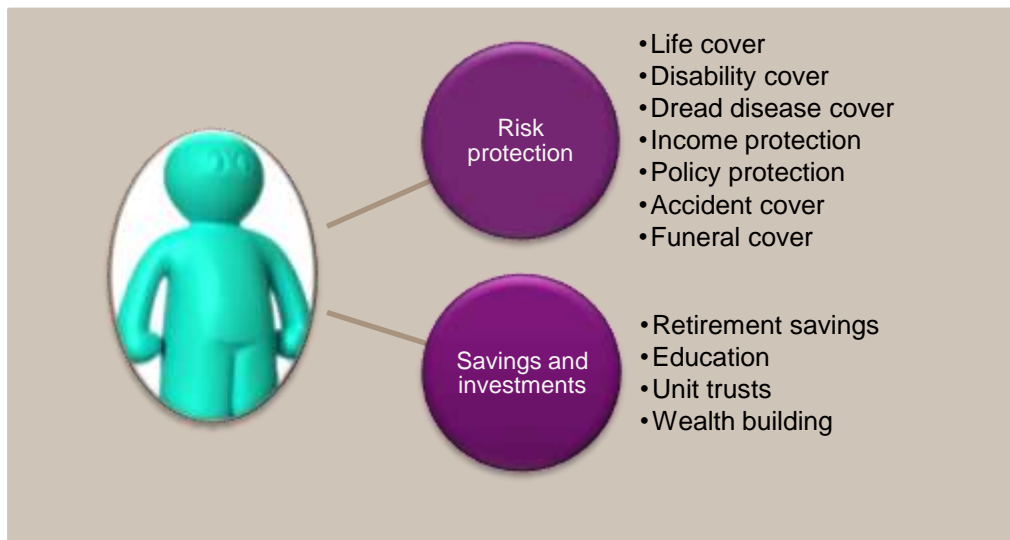 Risk
protection
•Life cover
•Disability cover
•Dread disease cover
•Income protection
•Policy protection
•Accident cover
•Funeral cover
Savings and
investments
•Retirement savings
•Education
•Unit trusts
•Wealth building